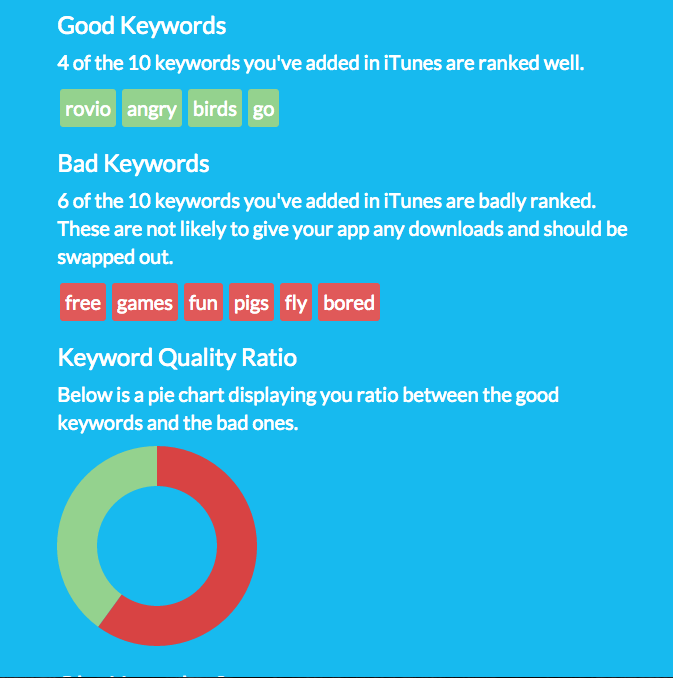 Good Keywords
4 of the 10 keywords you've added in iTunes are ranked well.
rovio angry birds go
Bad Keywords
6 of the 10 keywords you've added in iTunes are badly ranked.
These are not likely to give your app any downloads and should be
swapped out.
free games fun pigs fly bored
Keyword Quality Ratio
Below is a pie chart displaying you ratio between the good
keywords and the bad ones.